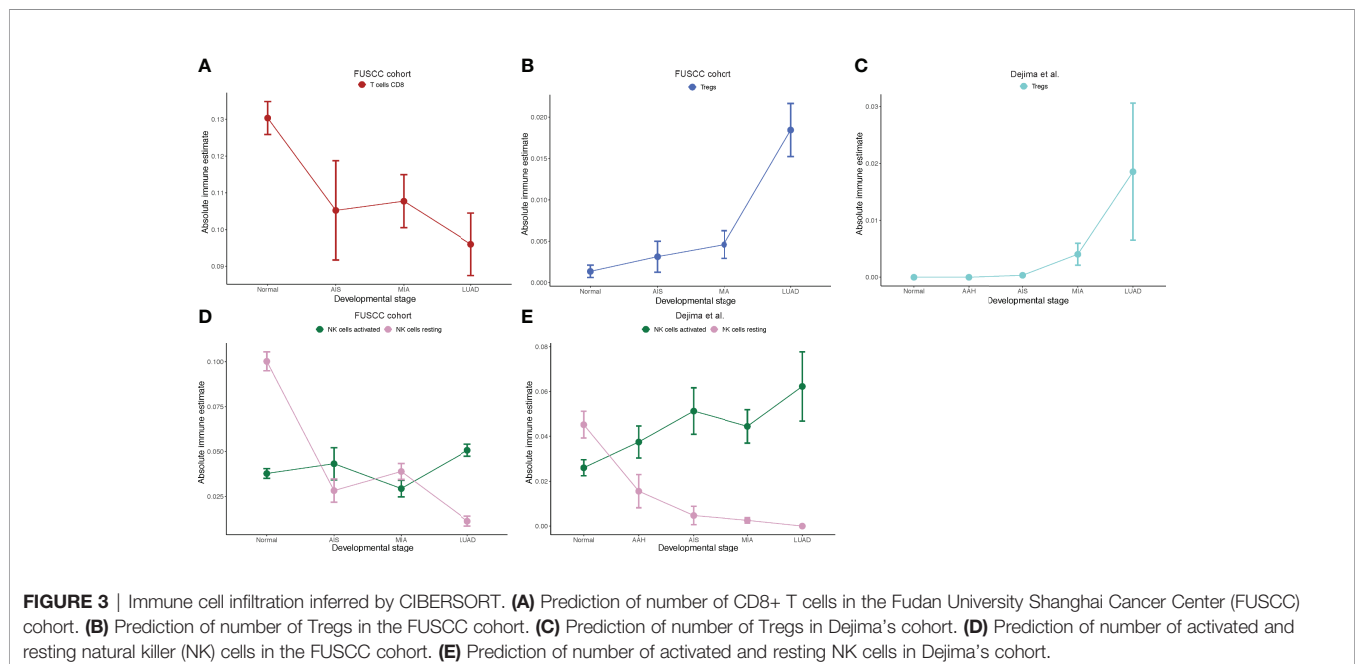 A
FUSCC cohort
T cells CD8
Absolute immune estimate
0.13
0.12
0.11
0.10
0.09
Normal AIS MIA LUAD
Developmental stage
B
FUSCC cohort
Tregs
Absolute immune estimate
0.020
0.015
0.010
0.005
0.000
Normal AIS MIA LUAD
Developmental stage
C
Dejima et al.
Tregs
Absolute immune estimate
0.03
0.02
0.01
0.00
Normal AAH AIS MIA LUAD
Developmental stage
D
FUSCC cohort
NK cells activated NK cells resting
Absolute immune estimate
0.100
0.075
0.050
0.025
Normal AIS MIA LUAD
Developmental stage
E
Dejima et al.
NK cells activated NK cells resting
Absolute immune estimate
0.08
0.06
0.04
0.02
0.00
Normal AAH AIS MIA LUAD
Developmental stage
FIGURE 3 | Immune cell infiltration inferred by CIBERSORT. (A) Prediction of number of CD8+ T cells in the Fudan University Shanghai Cancer Center (FUSCC)
cohort. (B) Prediction of number of Tregs in the FUSCC cohort. (C) Prediction of number of Tregs in Dejima's cohort. (D) Prediction of number of activated and
resting natural killer (NK) cells in the FUSCC cohort. (E) Prediction of number of activated and resting NK cells in Dejima's cohort.